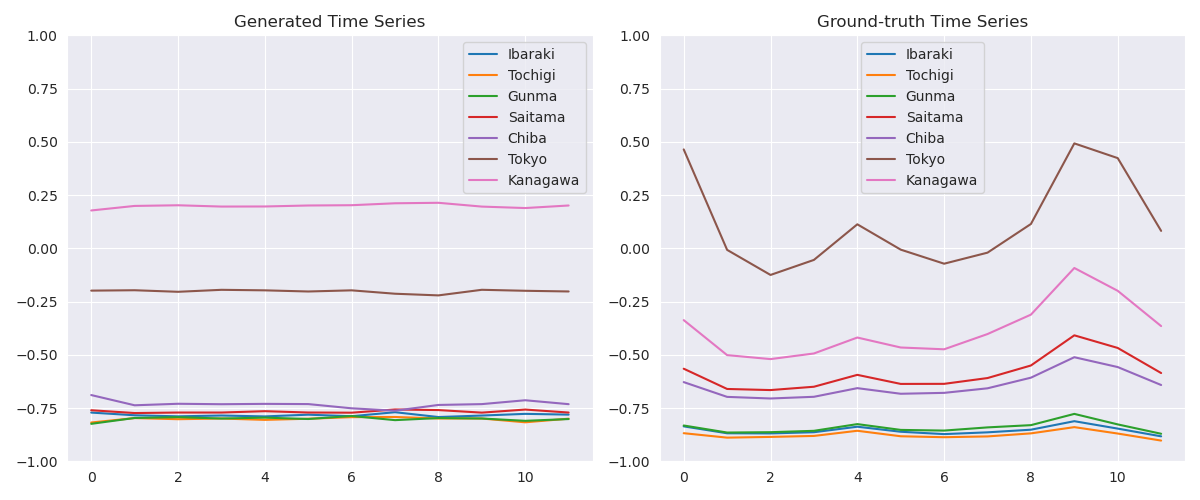 Generated Time Series
1.00
0.75
0.50
0.25
0.00
−0.25
−0.50
−0.75
−1.00
0 2 4 6 8 10
Ibaraki
Tochigi
Gunma
Saitama
Chiba
Tokyo
Kanagawa
Ground-truth Time Series
1.00
0.75
0.50
0.25
0.00
−0.25
−0.50
−0.75
−1.00
0 2 4 6 8 10
Ibaraki
Tochigi
Gunma
Saitama
Chiba
Tokyo
Kanagawa